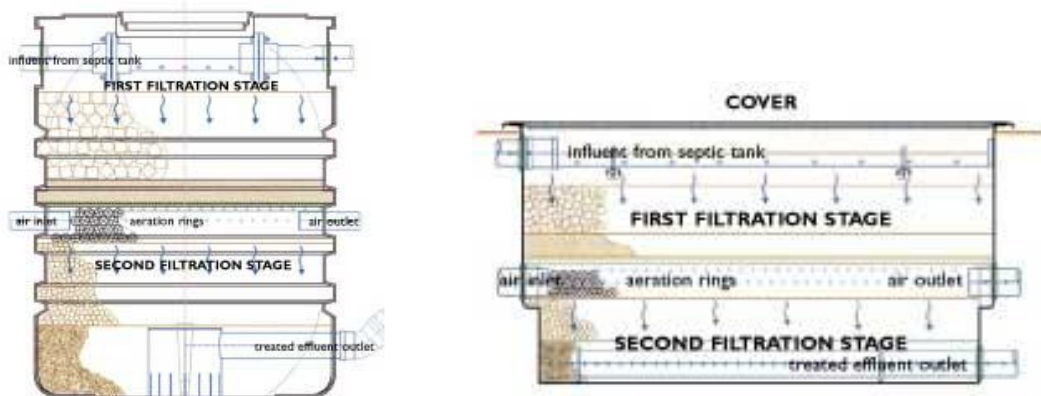 influent from septic tank
FIRST FILTRATION STAGE
air inlet
aeration rings
air outlet
SECOND FILTRATION STAGE
treated effluent outlet
COVER
influent from septic tank
FIRST FILTRATION STAGE
air inlet
aeration rings
air outlet
SECOND FILTRATION STAGE
treated effluent outlet